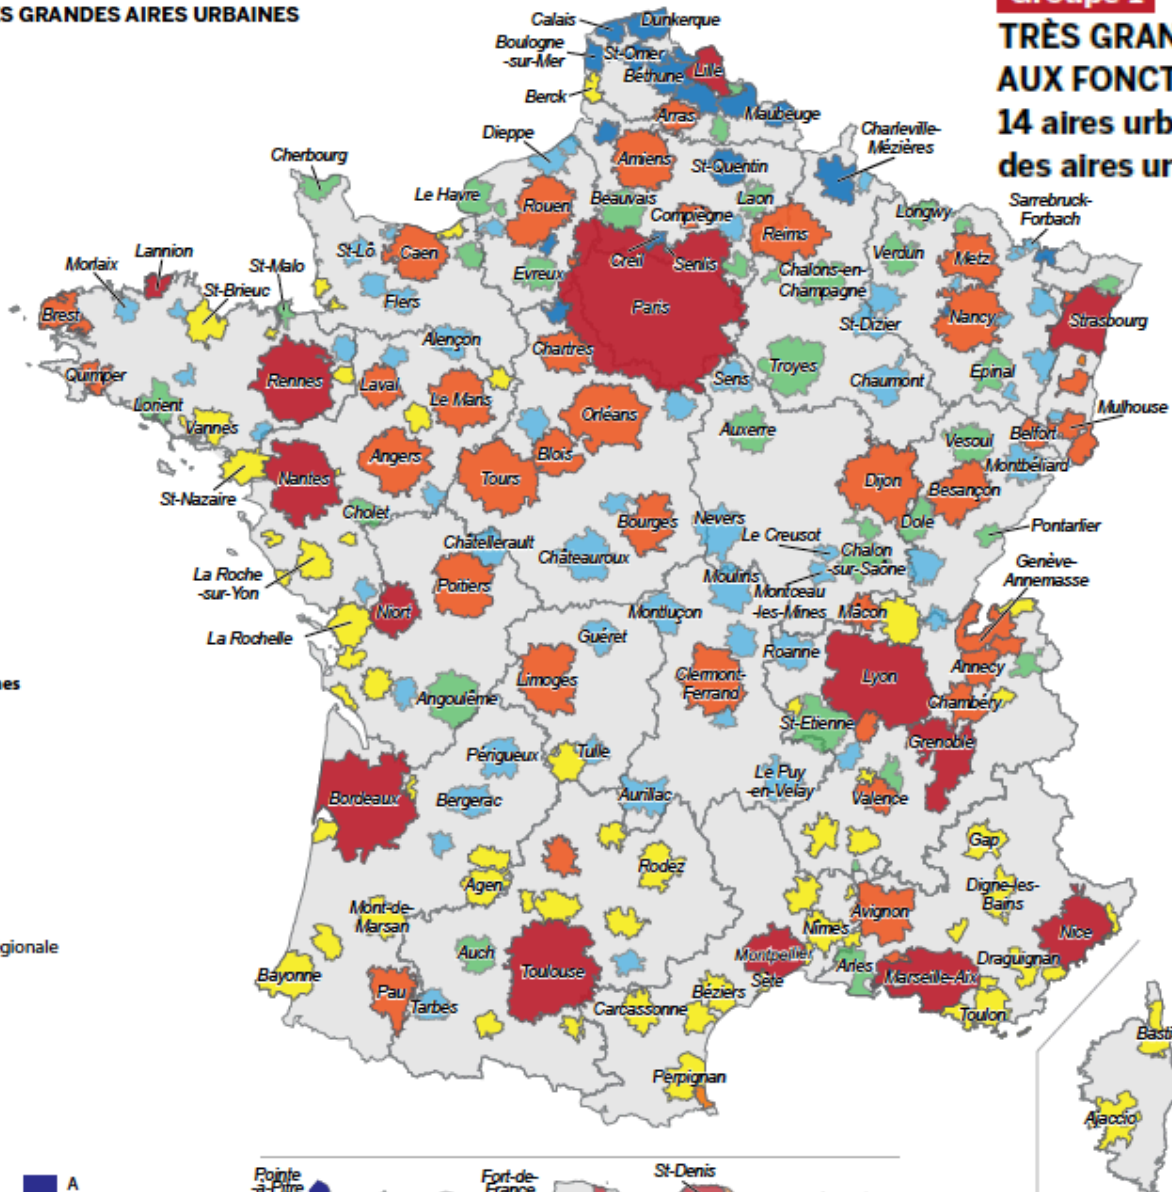 S GRANDES AIRES URBAINES
TRÈS GRAN
AUX FONCT
14 aires urb
des aires ur
Calais
Dunkerque
Boulogne
-sur-Mer
St-Omer
Béthune
Lille
Berck
Arras
Maubeuge
Dieppe
Charleville-
Mézières
Cherbourg
Amiens
St-Quentin
Le Havre
Rouen
Beauvais
Laon
Compiègne
Longwy
Sarrebruck-
Forbach
Reims
St-Lô
Caen
Creil
Senlis
Verdun
Metz
Lannion
Morlaix
St-Malo
St-Brieuc
Evreux
Chalons-en-
Champagne
Flers
Paris
Brest
St-Dizier
Nancy
Strasbourg
Alençon
Chartres
Quimper
Rennes
Laval
Le Mans
Sens
Troyes
Chaumont
Epinal
Lorient
Vannes
Orléans
Auxerre
Mulhouse
Vesoul
Belfort
Angers
Blois
Montbéliard
Nantes
Tours
Dijon
Besançon
St-Nazaire
Cholet
Bourges
Nevers
Dole
Pontarlier
Le Creusot
Châtellerault
Châteauroux
Chalon
-sur-Saône
Genève-
Annemasse
La Roche
-sur-Yon
Poitiers
Moulins
Montceau
-les-Mines
Niort
Montluçon
Mâcon
La Rochelle
Guéret
Roanne
Annecy
Limoges
Clermont-
Ferrand
Lyon
Angoulême
Chambéry
St-Etienne
Grenoble
Périgueux
Tulle
Bordeaux
Bergerac
Aurillac
Le Puy
-en-Velay
Valence
Gap
Rodez
Agen
Digne-les-
Bains
Mont-de-
Marsan
Avignon
Nîmes
Nice
Auch
Montpellier
Arles
Draguignan
Bayonne
Toulouse
Marseille-Aix
Pau
Tarbes
Sète
Béziers
Carcassonne
Toulon
Perpignan
Basti
Ajaccio
nes
gionale
A
Pointe
-à-Pitre
Fort-de-
France
St-Denis